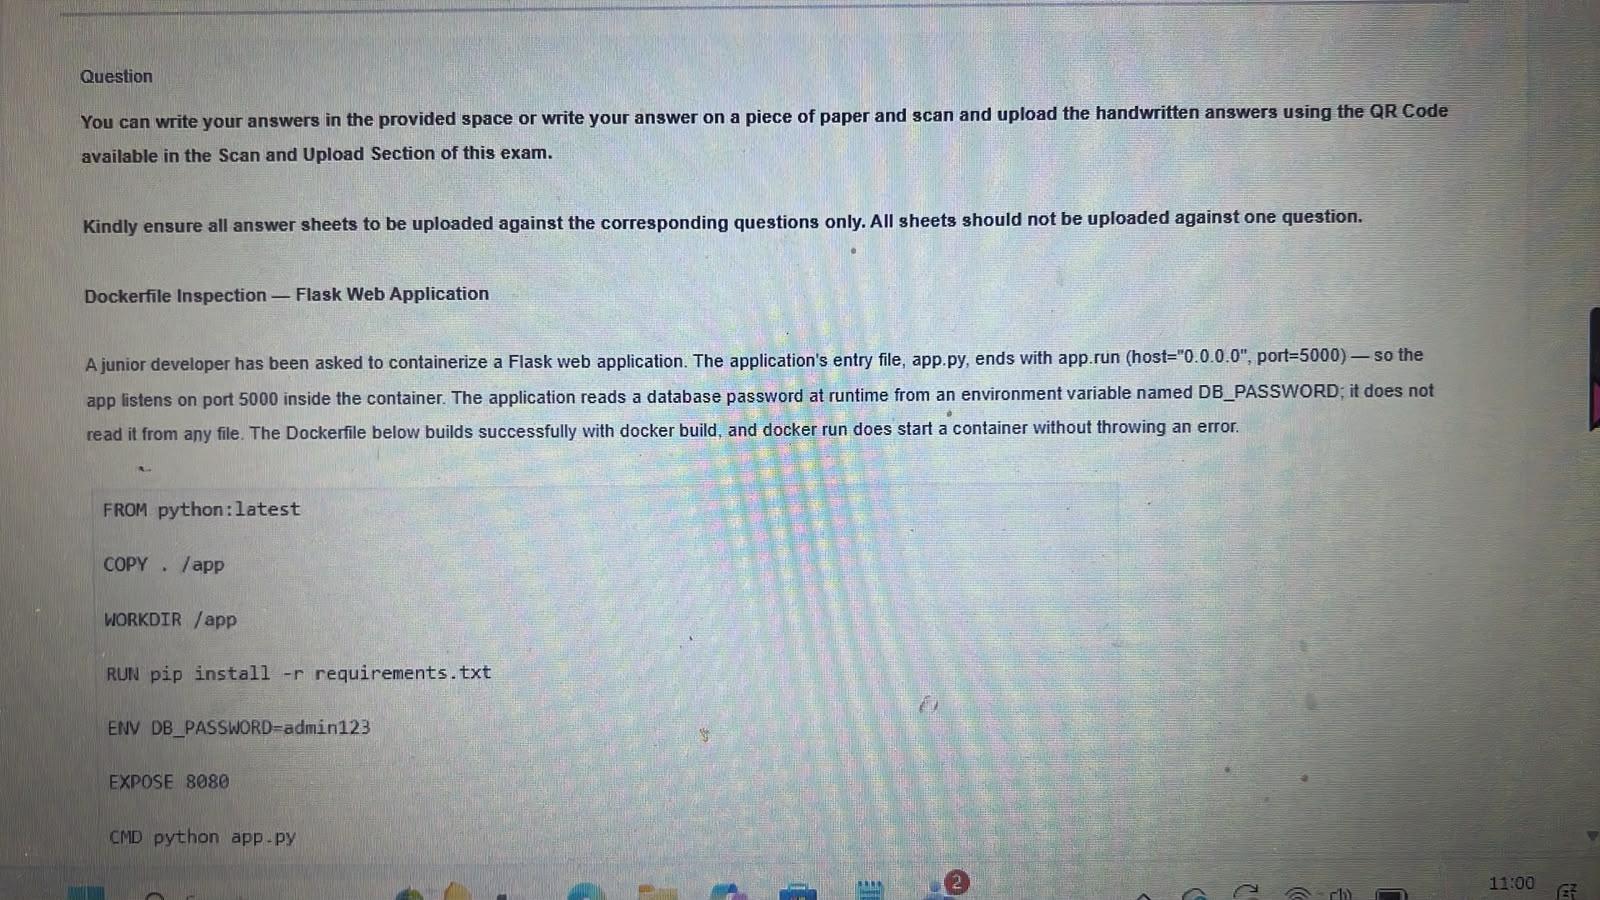 Question
You can write your answers in the provided space or write your answer on a piece of paper and scan and upload the handwritten answers using the QR Code
available in the Scan and Upload Section of this exam.
Kindly ensure all answer sheets to be uploaded against the corresponding questions only. All sheets should not be uploaded against one question.
Dockerfile Inspection — Flask Web Application
A junior developer has been asked to containerize a Flask web application. The application's entry file, app.py, ends with app.run (host="0.0.0.0", port=5000) — so the
app listens on port 5000 inside the container. The application reads a database password at runtime from an environment variable named DB_PASSWORD; it does not
read it from any file. The Dockerfile below builds successfully with docker build, and docker run does start a container without throwing an error.
FROM python:latest
COPY . /app
WORKDIR /app
RUN pip install -r requirements.txt
ENV DB_PASSWORD=admin123
EXPOSE 8080
CMD python app.py
2
11:00